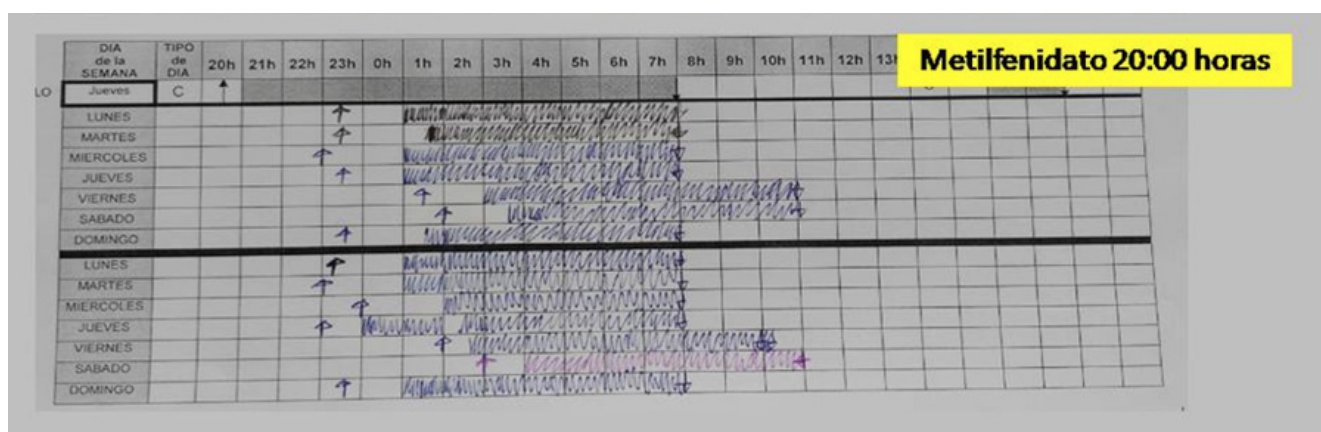 Metilfenidato 20:00 horas
DIA de la SEMANA TIPO de DIA 20h 21h 22h 23h 0h 1h 2h 3h 4h 5h 6h 7h 8h 9h 10h 11h 12h
LO Jueves C
LUNES
MARTES
MIERCOLES
JUEVES
VIERNES
SABADO
DOMINGO
LUNES
MARTES
MIERCOLES
JUEVES
VIERNES
SABADO
DOMINGO